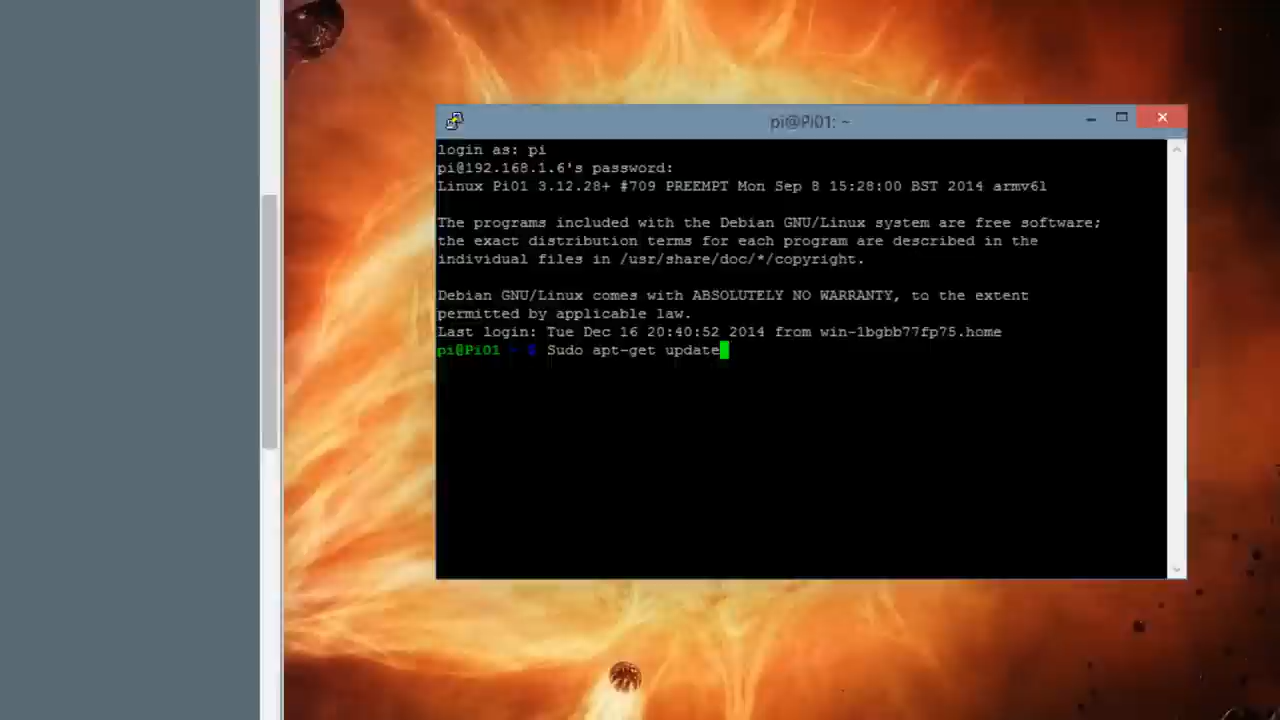 pi@Pi01: ~
login as: pi
pi@192.168.1.6's password:
Linux Pi01 3.12.28+ #709 PREEMPT Mon Sep 8 15:28:00 BST 2014 armv6l
The programs included with the Debian GNU/Linux system are free software;
the exact distribution terms for each program are described in the
individual files in /usr/share/doc/*/copyright.
Debian GNU/Linux comes with ABSOLUTELY NO WARRANTY, to the extent
permitted by applicable law.
Last login: Tue Dec 16 20:40:52 2014 from win-1bgbb77fp75.home
pi@Pi01 ~ $ Sudo apt-get update